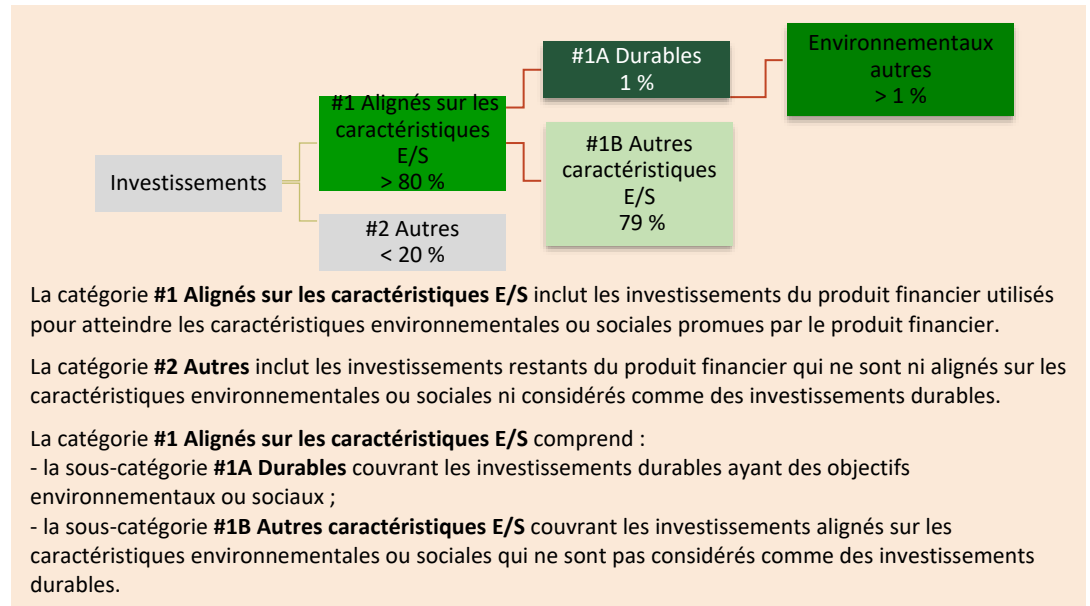 Investissements
#1 Alignés sur les
caractéristiques
E/S
> 80 %
#2 Autres
< 20 %
#1A Durables
1 %
#1B Autres
caractéristiques
E/S
79 %
Environnementaux
autres
> 1 %
La catégorie #1 Alignés sur les caractéristiques E/S inclut les investissements du produit financier utilisés
pour atteindre les caractéristiques environnementales ou sociales promues par le produit financier.
La catégorie #2 Autres inclut les investissements restants du produit financier qui ne sont ni alignés sur les
caractéristiques environnementales ou sociales ni considérés comme des investissements durables.
La catégorie #1 Alignés sur les caractéristiques E/S comprend :
- la sous-catégorie #1A Durables couvrant les investissements durables ayant des objectifs
environnementaux ou sociaux ;
- la sous-catégorie #1B Autres caractéristiques E/S couvrant les investissements alignés sur les
caractéristiques environnementales ou sociales qui ne sont pas considérés comme des investissements
durables.